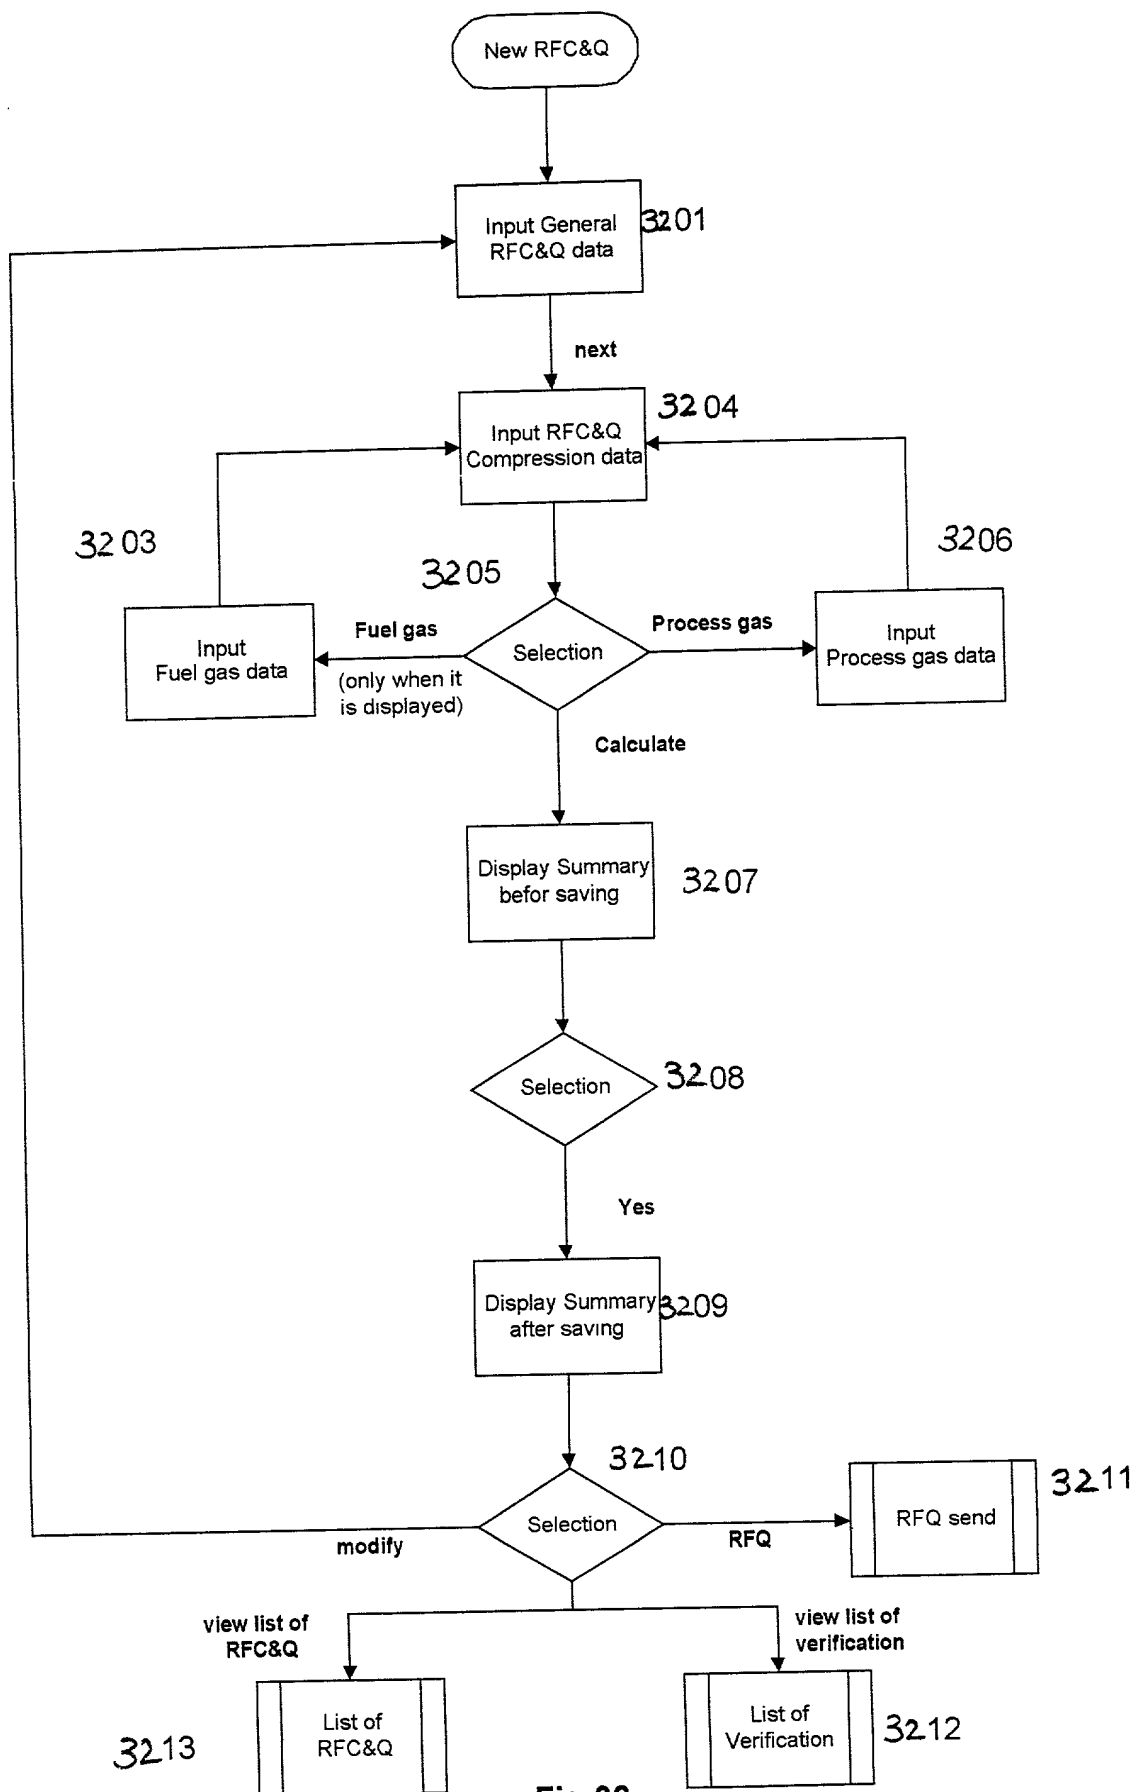 New RFC&Q
Input General
RFC&Q data
3201
next
Input RFC&Q
Compression data
3204
3203
3206
3205
Fuel gas
Process gas
Input
Fuel gas data
(only when it
is displayed)
Selection
Input
Process gas data
Calculate
Display Summary
befor saving
3207
Selection
3208
Yes
Display Summary
after saving
3209
3210
Selection
modify
RFQ
RFQ send
3211
view list of
RFC&Q
view list of
verification
List of
RFC&Q
3213
List of
Verification
3212